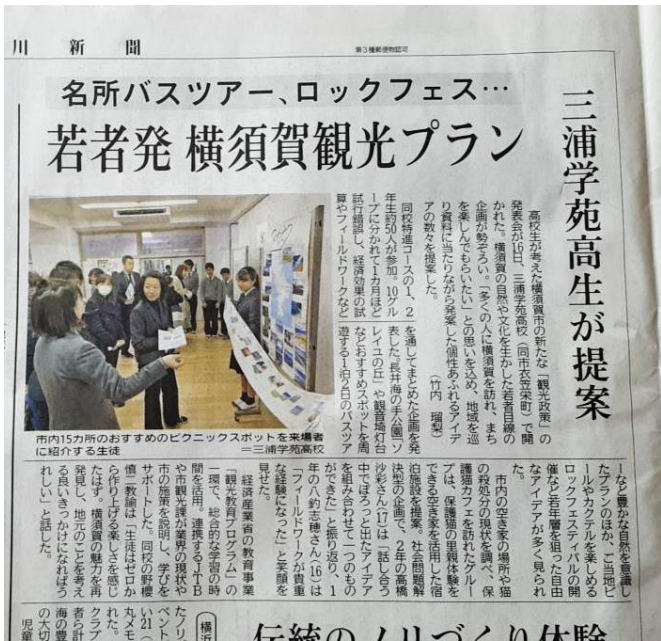 川新聞
第3種郵便物認可
名所バスツアー、ロックフェス…
若者発 横須賀観光プラン
三浦学苑高生が提案
高校生が考えた横須賀市の新たな「観光政策」の
発表会が16日、三浦学苑高校(同市衣笠栄町)で開
かれた。横須賀の自然や文化を生かした若者目線の
企画が勢ぞろい。「多くの人に横須賀を訪れ、まち
を楽しんでもらいたい」との思いを込め、地域を巡
り資料に当たりながら発案した個性あふれるアイデ
アの数々を提案した。(竹内 瑠梨)
同校特進コースの1、2
年生約50人が参加。10グル
ープに分かれて1カ月ほど
試行錯誤し、経済効果の試
算やフィールドワークなど
を通してまとめた企画を発
表した。長井海の手公園「ソ
レイユの丘」や観音埼灯台
などおすすめスポットを周
遊する1泊2日のバスツア
市内15カ所のおすすめのピクニックスポットを来場者
に紹介する生徒 =三浦学苑高校
ーなど豊かな自然を意識し
たプランのほか、ご当地ビ
ールやカクテルを楽しめる
ロックフェスティバルの開
催など若年層を狙った自由
なアイデアが多く見られ
た。
市内の空き家の場所や猫
の殺処分の現状を調べ、保
護猫カフェを訪れたグルー
プは、保護猫の里親体験を
できる空き家を活用した宿
泊施設を提案。社会問題解
決型の企画で、2年の高橋
沙彩さん(17)は「話し合う
中でぽろっと出たアイデア
を組み合わせて一つのもの
ができた」と振り返り、1
年の八釣志穂さん(16)は
「フィールドワークが貴重
な経験になった」と笑顔を
見せた。
経済産業省の教育事業
「観光教育プログラム」の
一環で、総合的な学習の時
間を活用。連携するJTB
や市観光課が業界の現状や
市の施策を説明し、学びを
サポートした。同校の野櫻
慎二教諭は「生徒はゼロか
ら作り上げる楽しさを感じ
たはず。横須賀の魅力を再
発見し、地元のことを考え
る良いきっかけになればう
れしい」と話した。
伝統のノリづくり体験
横浜
たノリ
ベント
い21(
丸メモ
れた。
クラブ
者ら計
海の豊
の大切
児童